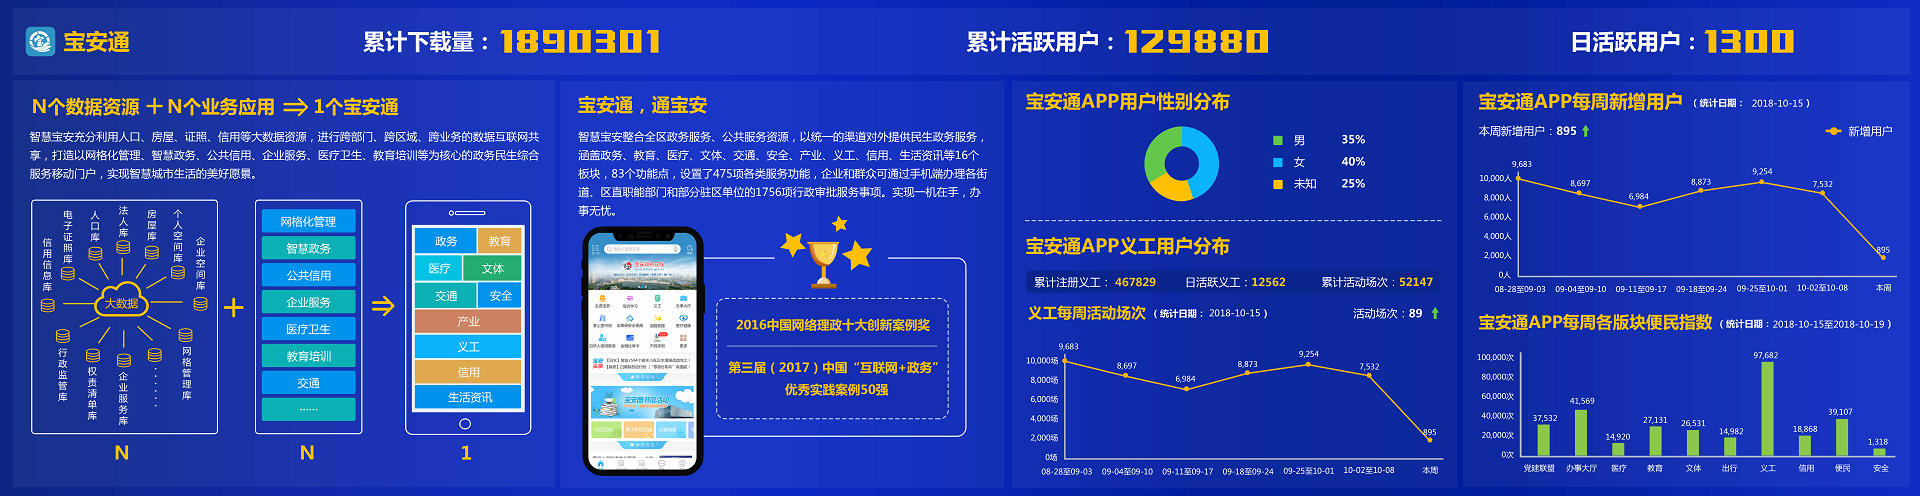 宝安通
累计下载量：1890301
累计活跃用户：129880
日活跃用户：1300
N个数据资源 ＋ N个业务应用 ⇒ 1个宝安通
智慧宝安充分利用人口、房屋、证照、信用等大数据资源，进行跨部门、跨区域、跨业务的数据互联网共
享，打造以网格化管理、智慧政务、公共信用、企业服务、医疗卫生、教育培训等为核心的政务民生综合
服务移动门户，实现智慧城市生活的美好愿景。
信用信息库
电子证照库
人口库
法人库
房屋库
个人空间库
企业空间库
大数据
行政监管库
权责清单库
企业服务库
......
网格管理库
N
+
网格化管理
智慧政务
公共信用
企业服务
医疗卫生
教育培训
交通
......
N
政务
教育
医疗
文体
交通
安全
产业
义工
信用
生活资讯
1
宝安通，通宝安
智慧宝安整合全区政务服务、公共服务资源，以统一的渠道对外提供民生政务服务，
涵盖政务、教育、医疗、文体、交通、安全、产业、义工、信用、生活资讯等16个
板块，83个功能点，设置了475项各类服务功能，企业和群众可通过手机端办理各街
道、区直职能部门和部分驻区单位的1756项行政审批服务事项。实现一机在手，办
事无忧。
宝安政府在线
宝安图书馆活动
2016中国网络理政十大创新案例奖
第三届（2017）中国“互联网+政务”
优秀实践案例50强
宝安通APP用户性别分布
男 35%
女 40%
未知 25%
宝安通APP义工用户分布
累计注册义工：467829
日活跃义工：12562
累计活动场次：52147
义工每周活动场次（统计日期： 2018-10-15 ）
活动场次：89
9,683
8,697
6,984
8,873
9,254
7,532
895
10,000场
8,000场
6,000场
4,000场
2,000场
0场
08-28至09-03
09-04至09-10
09-11至09-17
09-18至09-24
09-25至10-01
10-02至10-08
本周
宝安通APP每周新增用户（统计日期： 2018-10-15 ）
本周新增用户：895
新增用户
9,683
8,697
6,984
8,873
9,254
7,532
895
10,000人
8,000人
6,000人
4,000人
2,000人
0人
08-28至09-03
09-04至09-10
09-11至09-17
09-18至09-24
09-25至10-01
10-02至10-08
本周
宝安通APP每周各版块便民指数（统计日期：2018-10-15至2018-10-19 ）
100,000次
80,000次
60,000次
40,000次
20,000次
0次
37,532
41,569
14,920
27,131
26,531
14,982
97,682
18,868
39,107
1,318
党建联盟
办事大厅
医疗
教育
文体
出行
义工
信用
便民
安全